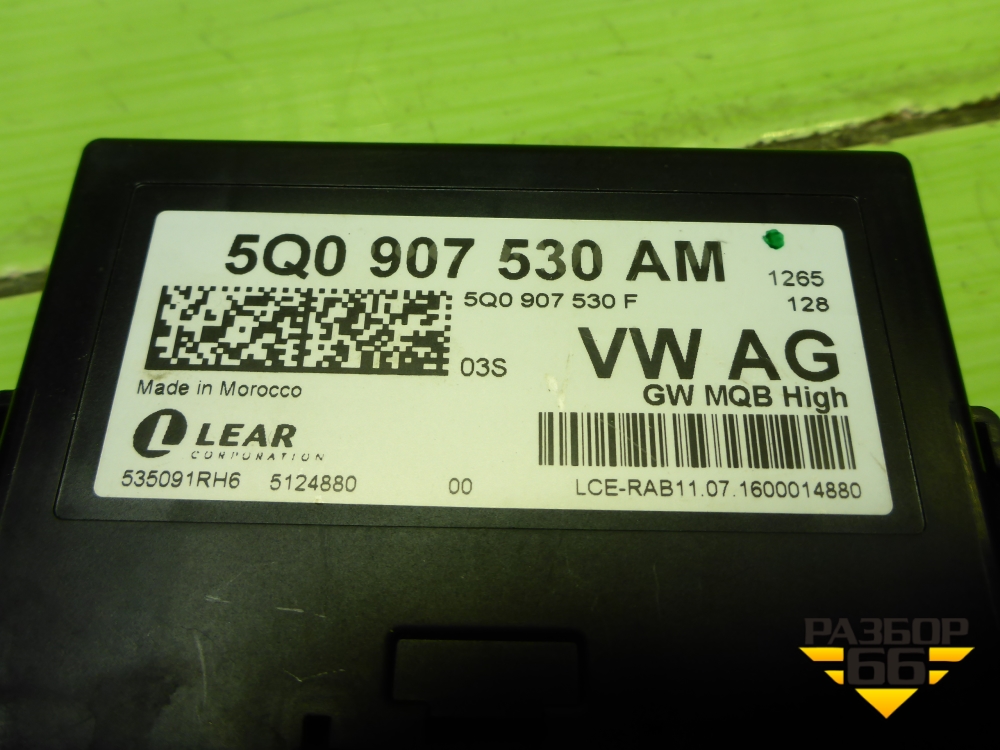 5Q0 907 530 AM
1265
5Q0 907 530 F
128
03S
VW AG
Made in Morocco
GW MQB High
LEAR
CORPORATION
535091RH6 5124880 00 LCE-RAB11.07.1600014880
РАЗБОР
66